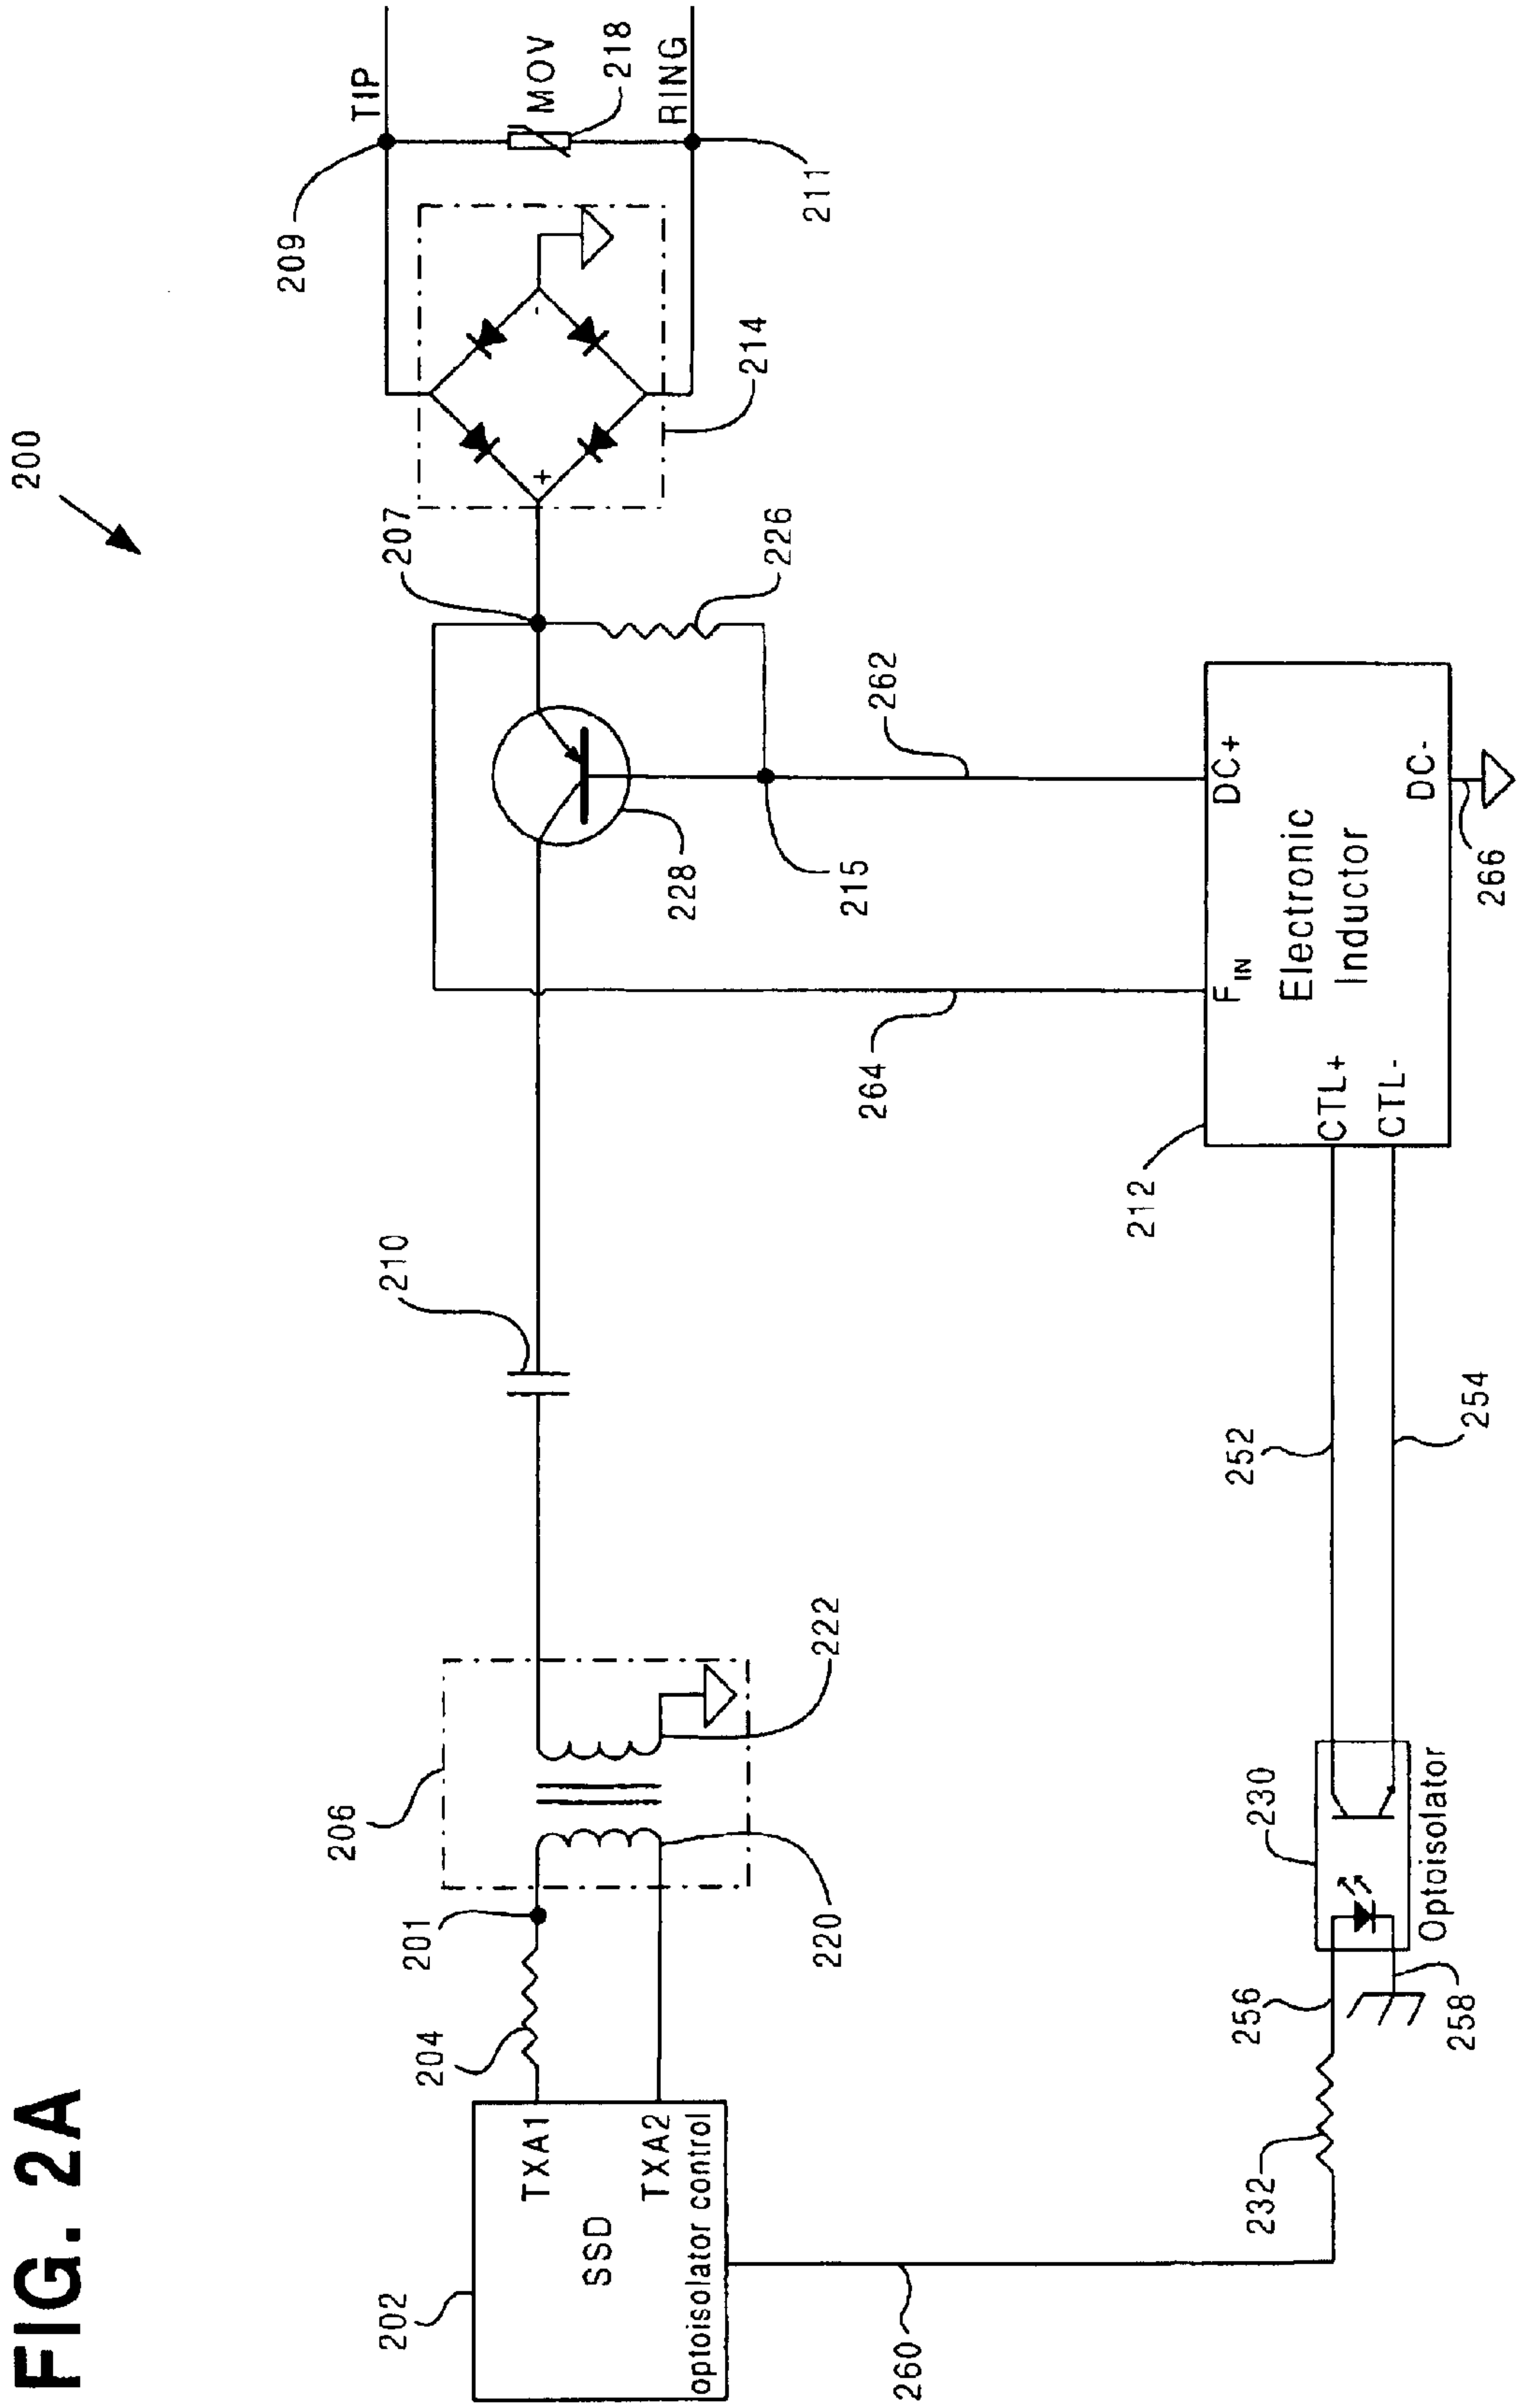 FIG. 2A
200
202
SSD
TXA1
TXA2
optoisolator control
204
201
206
220
222
210
228
207
226
215
+
-
214
209
TIP
MOV
218
RING
211
260
232
256
258
230
Optoisolator
252
254
212
264
262
FIN
DC+
Electronic
Inductor
CTL+
CTL-
DC-
266